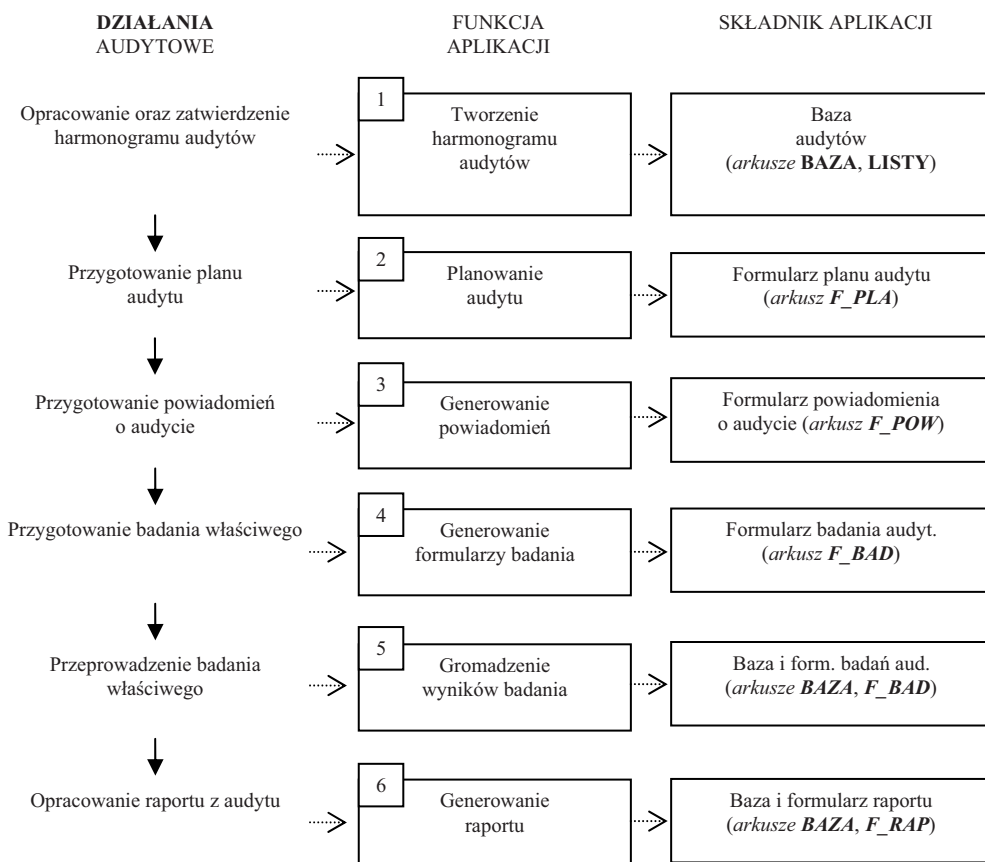 DZIAŁANIA
AUDYTOWE
FUNKCJA
APLIKACJI
SKŁADNIK APLIKACJI
Opracowanie oraz zatwierdzenie
harmonogramu audytów
1
Tworzenie
harmonogramu
audytów
Baza
audytów
(arkusze BAZA, LISTY)
Przygotowanie planu
audytu
2
Planowanie
audytu
Formularz planu audytu
(arkusz F_PLA)
Przygotowanie powiadomień
o audycie
3
Generowanie
powiadomień
Formularz powiadomienia
o audycie (arkusz F_POW)
Przygotowanie badania właściwego
4
Generowanie
formularzy badania
Formularz badania audyt.
(arkusz F_BAD)
Przeprowadzenie badania
właściwego
5
Gromadzenie
wyników badania
Baza i form. badań aud.
(arkusze BAZA, F_BAD)
Opracowanie raportu z audytu
6
Generowanie
raportu
Baza i formularz raportu
(arkusze BAZA, F_RAP)